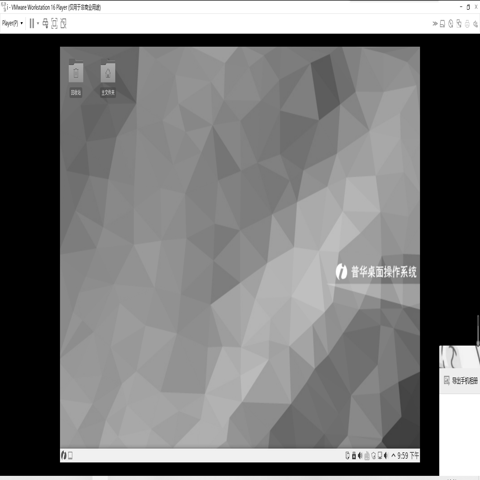 I - VMware Workstation 16 Player (仅用于非商业用途)
Player(P)
回收站
主文件夹
普华桌面操作系统
导出手机相册
9:59 下午